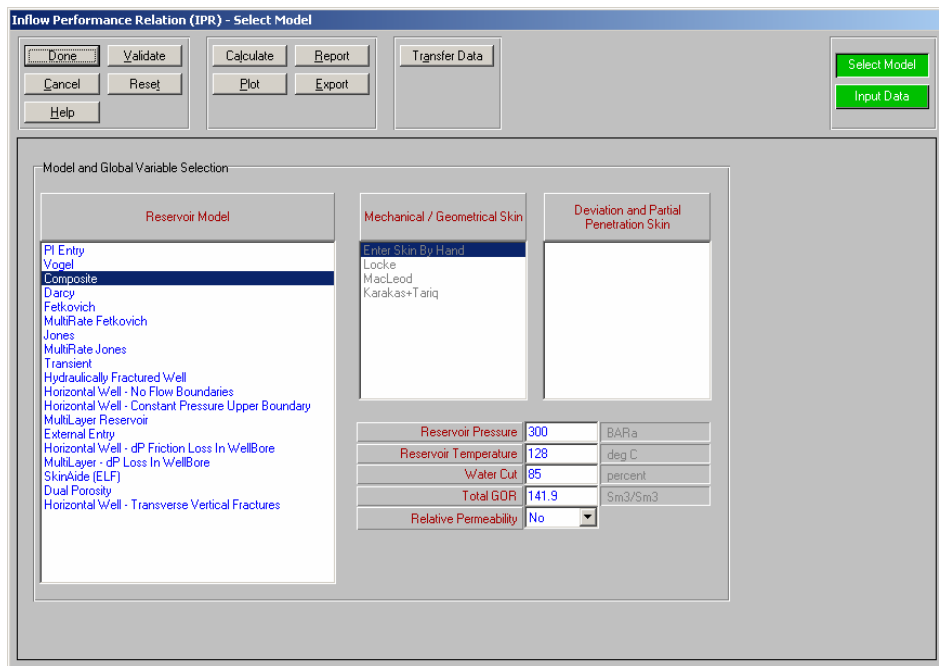 Inflow Performance Relation (IPR) - Select Model
Done Validate Calculate Report Transfer Data Select Model
Cancel Reset Plot Export Input Data
Help
Model and Global Variable Selection
Reservoir Model
Mechanical / Geometrical Skin
Deviation and Partial
Penetration Skin
PI Entry
Vogel
Composite
Darcy
Fetkovich
MultiRate Fetkovich
Jones
MultiRate Jones
Transient
Hydraulically Fractured Well
Horizontal Well - No Flow Boundaries
Horizontal Well - Constant Pressure Upper Boundary
MultiLayer Reservoir
External Entry
Horizontal Well - dP Friction Loss In WellBore
MultiLayer - dP Loss In WellBore
SkinAide (ELF)
Dual Porosity
Horizontal Well - Transverse Vertical Fractures
Enter Skin By Hand
Locke
MacLeod
Karakas+Tariq
Reservoir Pressure 300 BARa
Reservoir Temperature 128 deg C
Water Cut 85 percent
Total GOR 141.9 Sm3/Sm3
Relative Permeability No